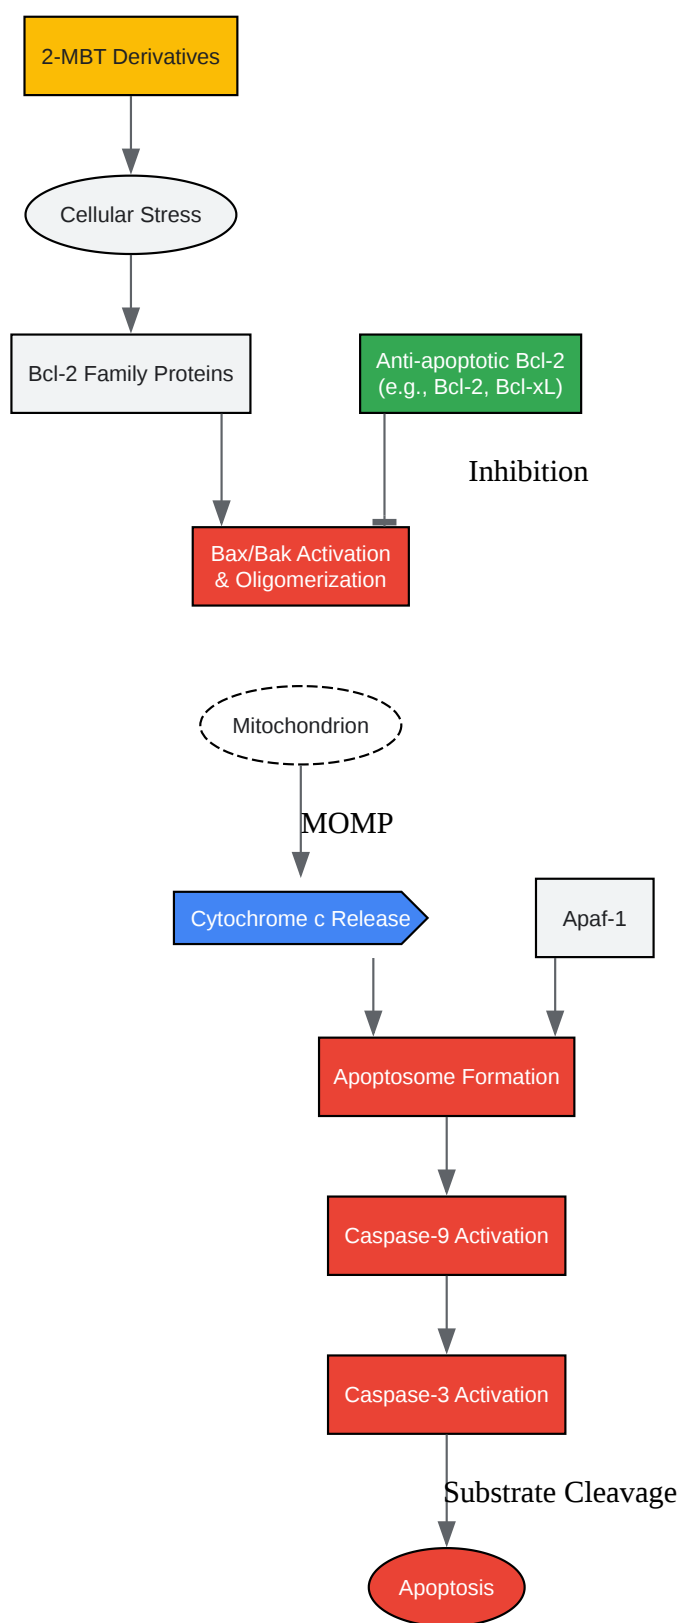 2-MBT Derivatives
Cellular Stress
Bcl-2 Family Proteins
Anti-apoptotic Bcl-2
(e.g., Bcl-2, Bcl-xL)
Inhibition
Bax/Bak Activation
& Oligomerization
Mitochondrion
MOMP
Cytochrome c Release
Apaf-1
Apoptosome Formation
Caspase-9 Activation
Caspase-3 Activation
Substrate Cleavage
Apoptosis